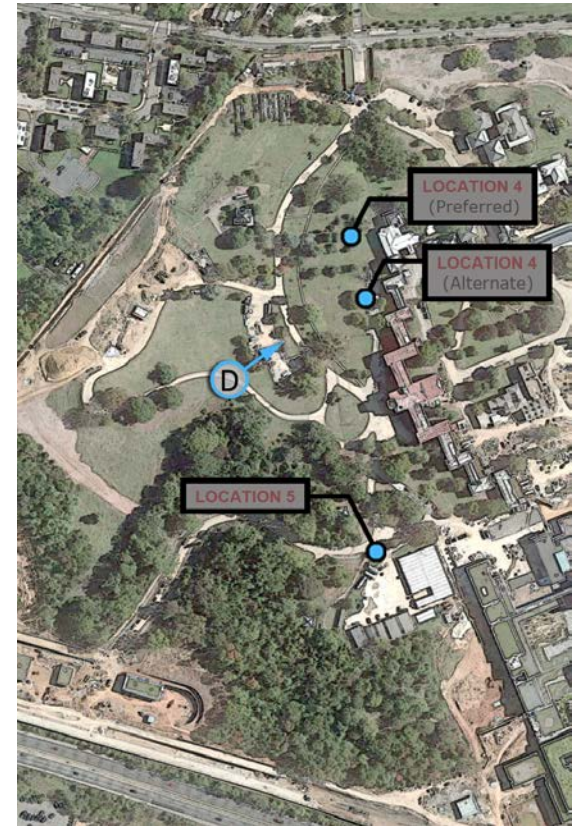 LOCATION 4
(Preferred)
LOCATION 4
(Alternate)
D
LOCATION 5